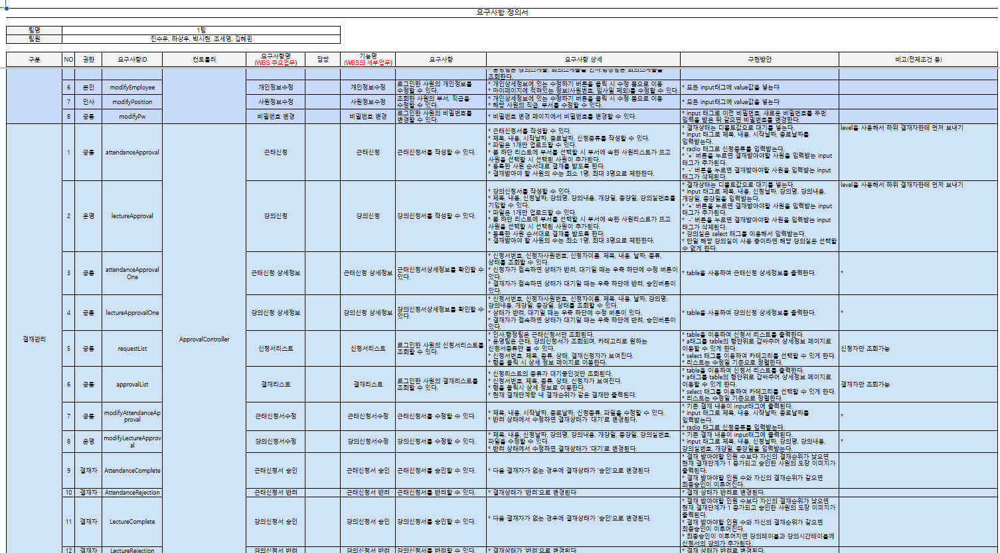 요구사항 정의서
팀명 1팀
팀원 진수우, 하상우, 박시현, 조세영, 김혜린
구분 NO 권한 요구사항ID 컨트롤러 요구사항명 (WBS 주요업무) 담당 기능명 (WBS의 세부업무) 요구사항 요구사항 상세 구현방안 비고(전제조건 등)
조회한다.
6 본인 modifyEmployee 개인정보수정 개인정보수정
로그인한 사원의 개인정보를
수정할 수 있다.
* 개인상세정보에 있는 수정하기 버튼을 클릭 시 수정 폼으로 이동
* 마이페이지에 적혀있는 정보(사원번호, 입사일 제외)를 수정할 수 있다.
* 모든 input태그에 value값을 넣는다
7 인사 modifyPosition 사원정보수정 사원정보수정
조회한 사원의 부서, 직급을
수정할 수 있다.
* 개인상세정보에 있는 수정하기 버튼을 클릭 시 수정 폼으로 이동
* 해당 사원의 직급, 부서를 수정할 수 있다.
* 모든 input태그에 value값을 넣는다
8 공통 modifyPw 비밀번호 변경 비밀번호 변경
로그인한 사원의 비밀번호를
변경할 수 있다.
* 비밀번호 변경 페이지에서 비밀번호를 변경할 수 있다.
* input 태그로 이전 비밀번호, 새로운 비밀번호를 두번
입력을 받은 뒤 같으면 비밀번호를 변경한다.
결재관리
ApprovalController
1 공통 attendanceApproval 근태신청 근태신청 근태신청서를 작성할 수 있다.
* 근태신청서를 작성할 수 있다.
* 제목, 내용, 시작날짜, 종료날짜, 신청종류를 작성할 수 있다.
* 파일은 1개만 업로드할 수 있다.
* 폼 하단 리스트에 부서를 선택할 시 부서에 속한 사원리스트가 뜨고
사원을 선택할 시 선택된 사원이 추가된다.
* 등록한 사원 순서대로 결재를 받도록 한다.
* 결재받아야 할 사원의 수는 최소 1명, 최대 3명으로 제한한다.
* 결재상태는 디폴트값으로 대기를 넣는다.
* input 태그로 제목, 내용, 시작날짜, 종료날짜를
입력받는다.
* radio 태그로 신청종류를 입력받는다.
* '+' 버튼을 누르면 결재받아야할 사원을 입력받는 input
태그가 추가된다.
* '-' 버튼을 누르면 결재받아야할 사원을 입력받는 input
태그가 삭제된다.
level을 사용해서 하위 결재자한테 먼저 보내기
2 운영 lectureApproval 강의신청 강의신청 강의신청서를 작성할 수 있다.
* 강의신청서를 작성할 수 있다.
* 제목, 내용, 신청날짜, 강의명, 강의내용, 개강일, 종강일, 강의실번호를
기입할 수 있다.
* 파일은 1개만 업로드할 수 있다.
* 폼 하단 리스트에 부서를 선택할 시 부서에 속한 사원리스트가 뜨고
사원을 선택할 시 선택된 사원이 추가된다.
* 등록한 사원 순서대로 결재를 받도록 한다.
* 결재받아야 할 사원의 수는 최소 1명, 최대 3명으로 제한한다.
* 결재상태는 디폴트값으로 대기를 넣는다.
* input 태그로 제목, 내용, 신청날짜, 강의명, 강의내용,
개강일, 종강일을 입력받는다.
* '+' 버튼을 누르면 결재받아야할 사원을 입력받는 input
태그가 추가된다.
* '-' 버튼을 누르면 결재받아야할 사원을 입력받는 input
태그가 삭제된다.
* 강의실은 select 태그를 이용해서 입력받는다.
* 만일 해당 강의실이 사용 중이라면 해당 강의실은 선택할
수 없게 한다.
level을 사용해서 하위 결재자한테 먼저 보내기
3 공통 attendanceApproval
One
근태신청 상세정보 근태신청 상세정보
근태신청서상세정보를 확인할 수
있다.
* 신청서번호, 신청자사원번호, 신청자이름, 제목, 내용, 날짜, 종류,
상태를 조회할 수 있다.
* 신청자가 접속하면 상태가 반려, 대기일 때는 우측 하단에 수정 버튼이
있다.
* 결재자가 접속하면 상태가 대기일 때는 우측 하단에 반려, 승인버튼이
있다.
* table을 사용하여 근태신청 상세정보를 출력한다.
*
4 공통 lectureApprovalOne 강의신청 상세정보 강의신청 상세정보
강의신청서상세정보를 확인할 수
있다.
* 신청서번호, 신청자사원번호, 신청자이름, 제목, 내용, 날짜, 강의명,
강의내용, 개강일, 종강일, 상태를 조회할 수 있다.
* 상태가 반려, 대기일 때는 우측 하단에 수정 버튼이 있다.
* 결재자가 접속하면 상태가 대기일 때는 우측 하단에 반려, 승인버튼이
있다.
* table을 사용하여 강의신청 상세정보를 출력한다.
*
5 공통 requestList 신청서리스트 신청서리스트
로그인한 사원의 신청서리스트를
조회할 수 있다.
* 인사.행정팀은 근태신청서만 조회된다.
* 운영팀은 근태, 강의신청서가 조회되며, 카테고리로 원하는
신청서종류만 볼 수 있다.
* 신청서번호, 제목, 종류, 상태, 결재신청자가 보여진다.
* 행을 클릭 시 상세 정보 페이지로 이동한다.
* table을 이용하여 신청서 리스트를 출력한다.
* a태그를 table의 행단위로 감싸주어 상세정보 페이지로
이동할 수 있게 한다.
* select 태그를 이용하여 카테고리를 선택할 수 있게 한다.
* 리스트는 수정일 기준으로 정렬한다.
신청자만 조회가능
6 공통 approvalList 결재리스트 결재리스트
로그인한 사원의 결재리스트를
조회할 수 있다.
* 신청리스트의 종류가 대기중인것만 조회된다.
* 신청서번호, 제목, 종류, 상태, 신청자가 보여진다.
* 행을 클릭시 상세 정보로 이동한다.
* 현재 결재단계랑 내 결재순위가 같은 결재만 출력된다.
* table을 이용하여 신청서 리스트를 출력한다.
* a태그를 table의 행단위로 감싸주어 상세정보 페이지로
이동할 수 있게 한다.
* select 태그를 이용하여 카테고리를 선택할 수 있게 한다.
* 리스트는 수정일 기준으로 정렬한다.
결재자만 조회가능
7 공통 modifyAttendanceAp
proval
근태신청서수정 근태신청서수정 근태신청서를 수정할 수 있다.
* 제목, 내용, 시작날짜, 종료날짜, 신청종류, 파일을 수정할 수 있다.
* 반려 상태에서 수정하면 결재상태가 '대기'로 변경된다.
* 기존 결재 내용이 input태그에 출력된다.
* input 태그로 제목, 내용, 시작날짜, 종료날짜를
입력받는다.
* radio 태그로 신청종류를 입력받는다.
*
8 운영 modifyLectureApprov
al
강의신청서수정 강의신청서수정 강의신청서를 수정할 수 있다.
* 제목, 내용, 신청날짜, 강의명, 강의내용, 개강일, 종강일, 강의실번호,
파일을 수정할 수 있다.
* 반려 상태에서 수정하면 결재상태가 '대기'로 변경된다.
* 기존 결재 내용이 input태그에 출력된다.
* input 태그로 제목, 내용, 신청날짜, 강의명, 강의내용,
강의실번호, 개강일, 종강일을 입력받는다.
*
9 결재자 AttendanceComplete 근태신청서 승인 근태신청서 승인 근태신청서를 승인할 수 있다.
* 다음 결재자가 없는 경우에 결재상태가 '승인'으로 변경된다
* 결재 받아야할 인원 수보다 자신의 결재순위가 낮으면
현재 결재단계가 1 증가되고 승인한 사원의 도장 이미지가
출력된다.
* 결재 받아야할 인원 수와 자신의 결재순위가 같으면
최종승인이 이루어진다.
10 결재자 AttendanceRejection 근태신청서 반려 근태신청서 반려 근태신청서를 반려할 수 있다.
* 결재상태가 '반려'으로 변경된다
* 결재 상태가 반려로 변경된다.
11 결재자 LectureComplete 강의신청서 승인 강의신청서 승인 강의신청서를 승인할 수 있다.
* 다음 결재자가 없는 경우에 결재상태가 '승인'으로 변경된다.
* 결재 받아야할 인원 수보다 자신의 결재순위가 낮으면
현재 결재단계가 1 증가되고 승인한 사원의 도장 이미지가
출력된다.
* 결재 받아야할 인원 수와 자신의 결재순위가 같으면
최종승인이 이루어진다.
* 최종승인이 이루어지면 강의테이블과 강의시간테이블에
신청서의 강의가 추가된다.
12 결재자 LectureRejection 강의신청서 반려 강의신청서 반려 강의신청서를 반려할 수 있다.
* 결재상태가 '반려'으로 변경된다
* 결재 상태가 반려로 변경된다.